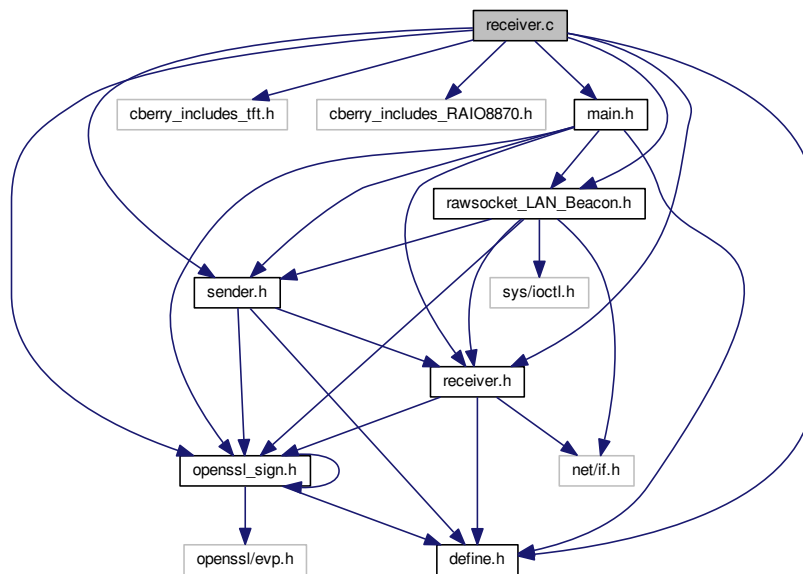 receiver.c
cberry_includes_tft.h
cberry_includes_RAIO8870.h
main.h
rawsocket_LAN_Beacon.h
sender.h
sys/ioctl.h
receiver.h
openssl_sign.h
net/if.h
openssl/evp.h
define.h